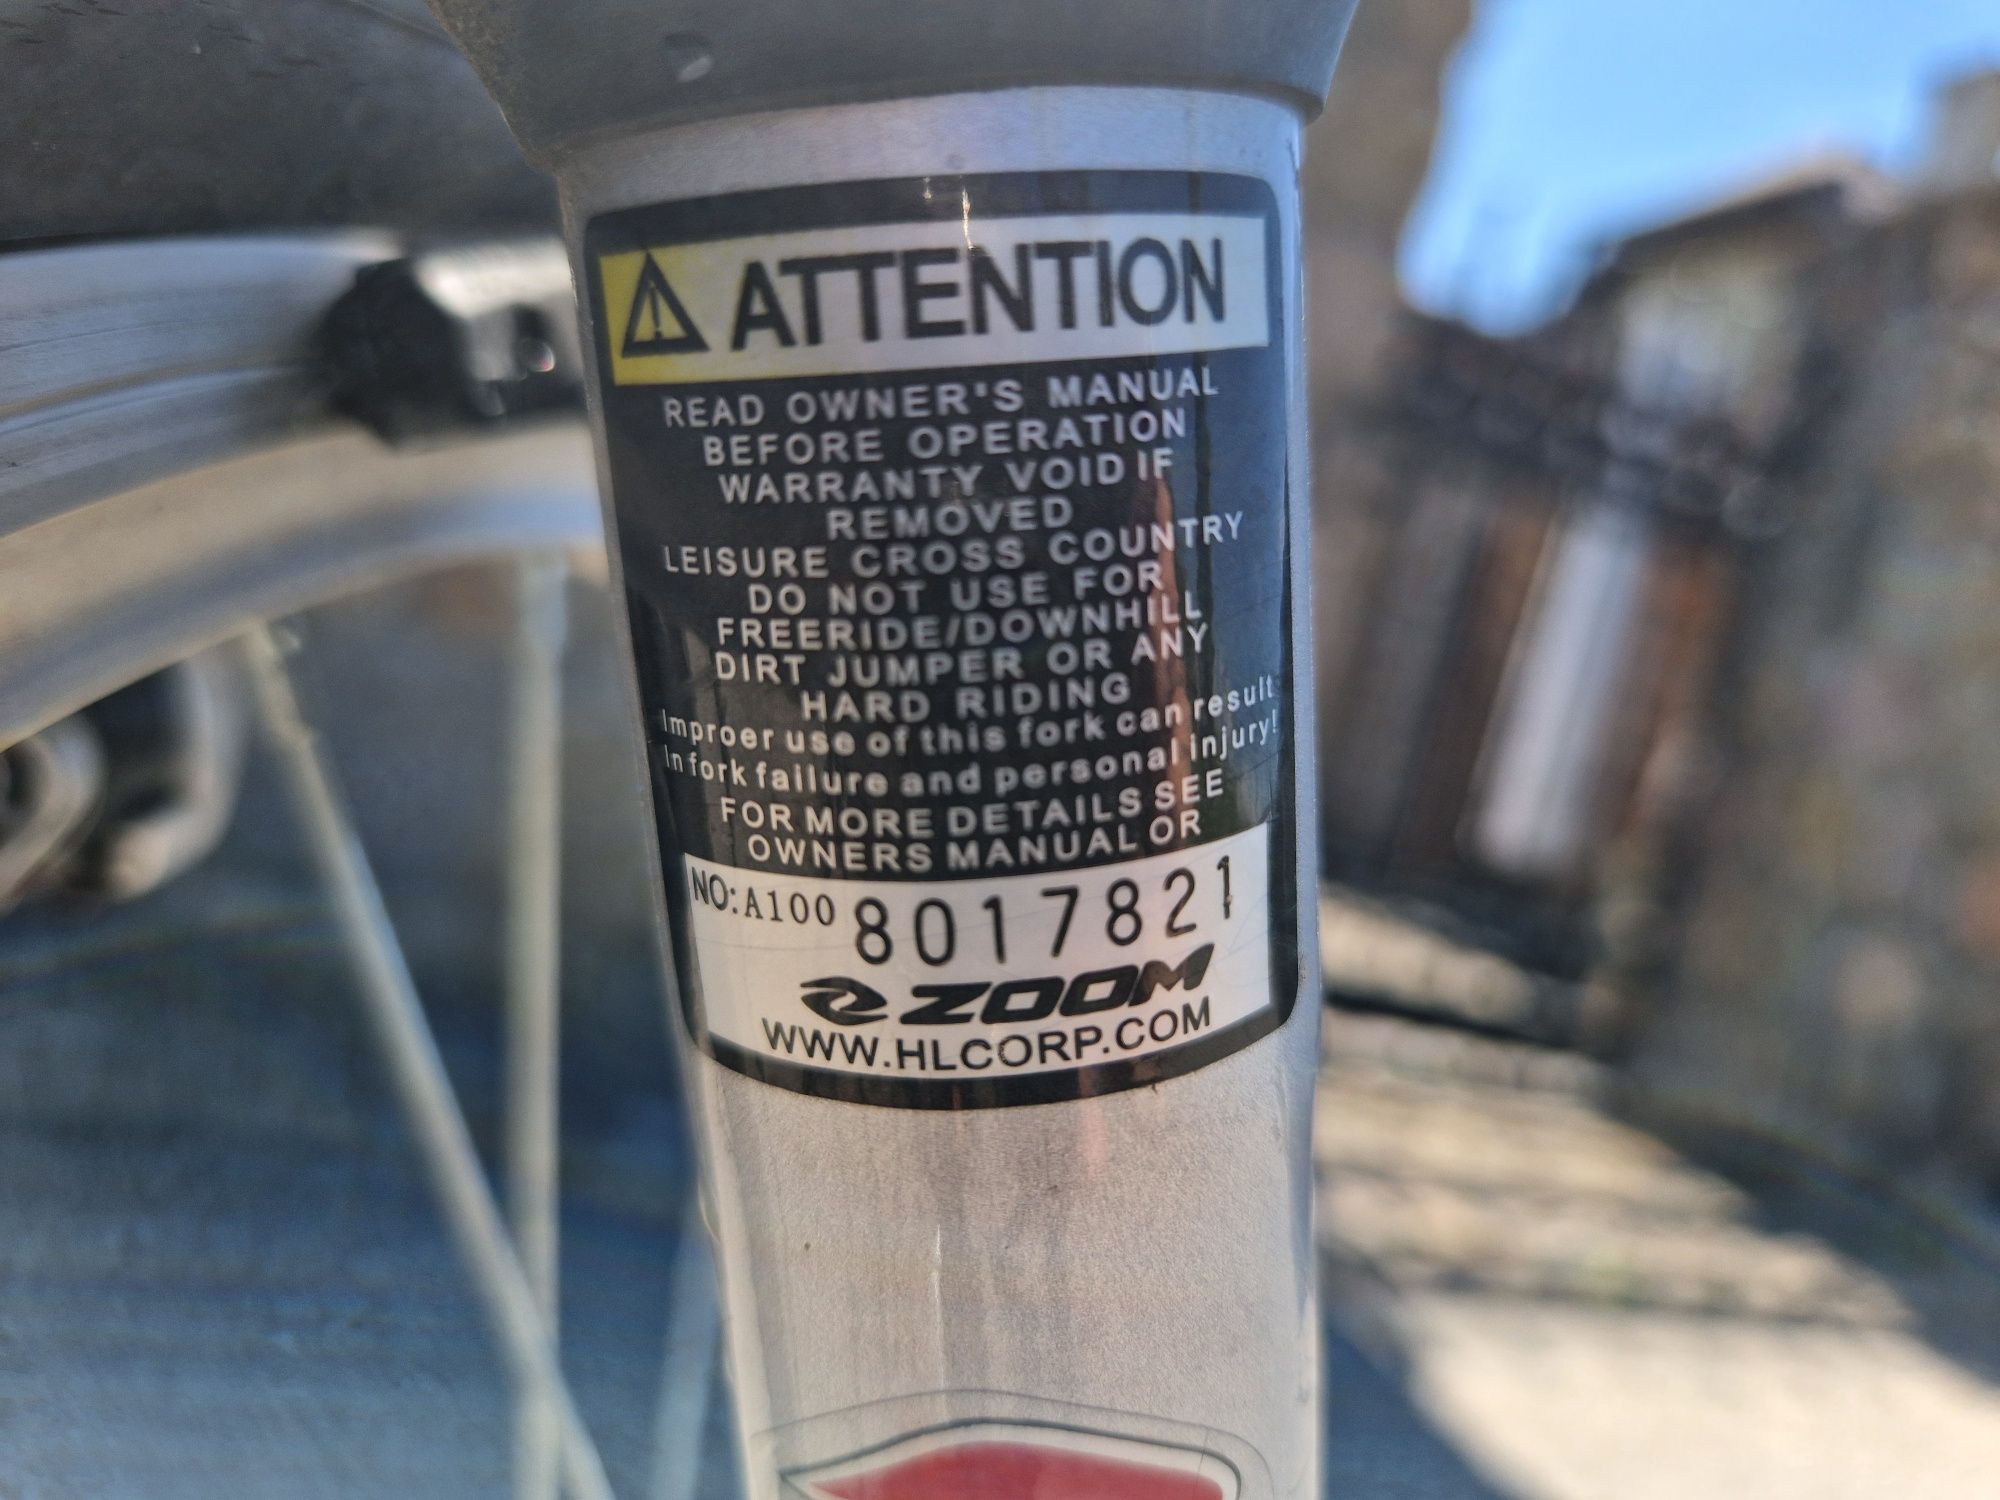 ATTENTION
READ OWNER'S MANUAL
BEFORE OPERATION
WARRANTY VOID IF
REMOVED
LEISURE CROSS COUNTRY
DO NOT USE FOR
FREERIDE/DOWNHILL
DIRT JUMPER OR ANY
HARD RIDING
Improer use of this fork can result
In fork failure and personal injury!
FOR MORE DETAILS SEE
OWNERS MANUAL OR
NO:A100 8017821
ZOOM
WWW.HLCORP.COM